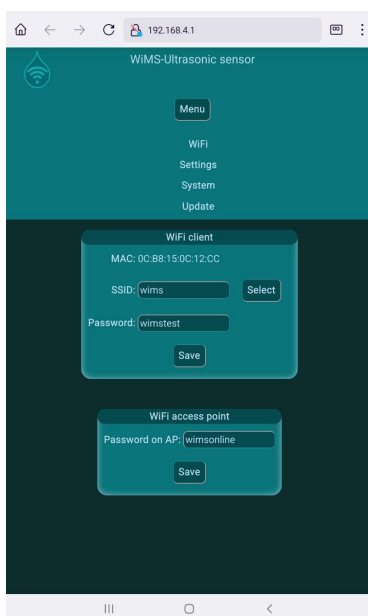 192.168.4.1
WiMS-Ultrasonic sensor
Menu
WiFi
Settings
System
Update
WiFi client
MAC: 0C:B8:15:0C:12:CC
SSID: wims Select
Password: wimstest
Save
WiFi access point
Password on AP: wimsonline
Save